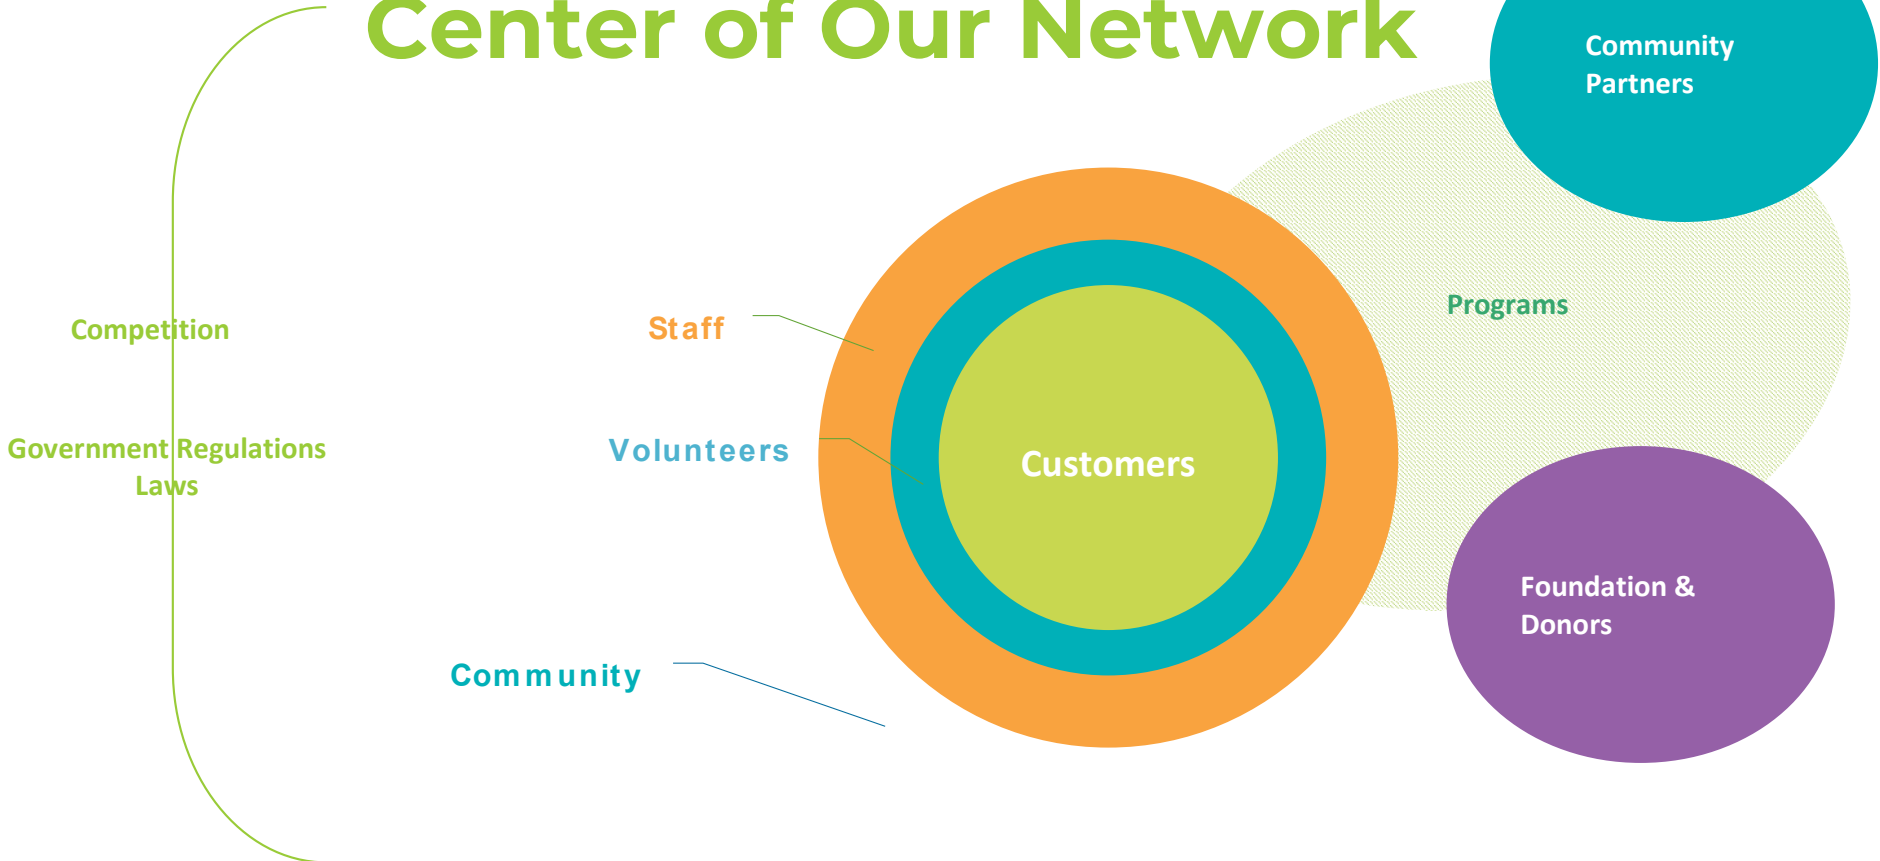 Center of Our Network
Community
Partners
Programs
Competition
Staff
Government Regulations
Laws
Volunteers
Customers
Foundation &
Donors
Community